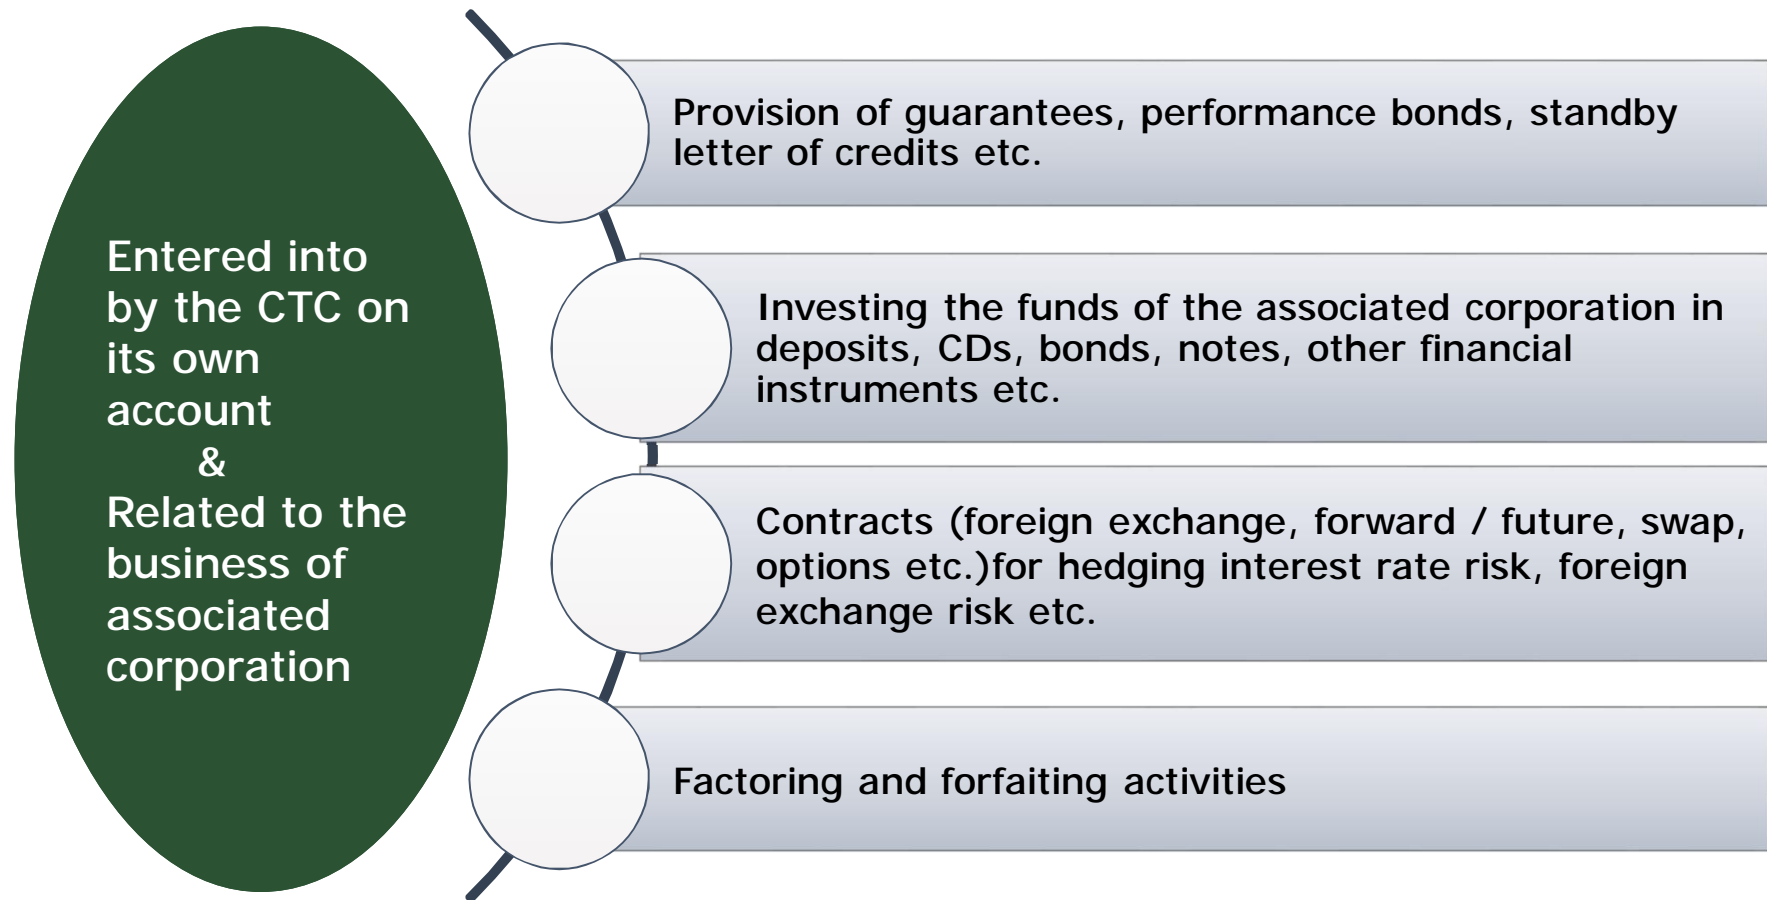 Entered into
by the CTC on
its own
account
&
Related to the
business of
associated
corporation
Provision of guarantees, performance bonds, standby
letter of credits etc.
Investing the funds of the associated corporation in
deposits, CDs, bonds, notes, other financial
instruments etc.
Contracts (foreign exchange, forward / future, swap,
options etc.)for hedging interest rate risk, foreign
exchange risk etc.
Factoring and forfaiting activities